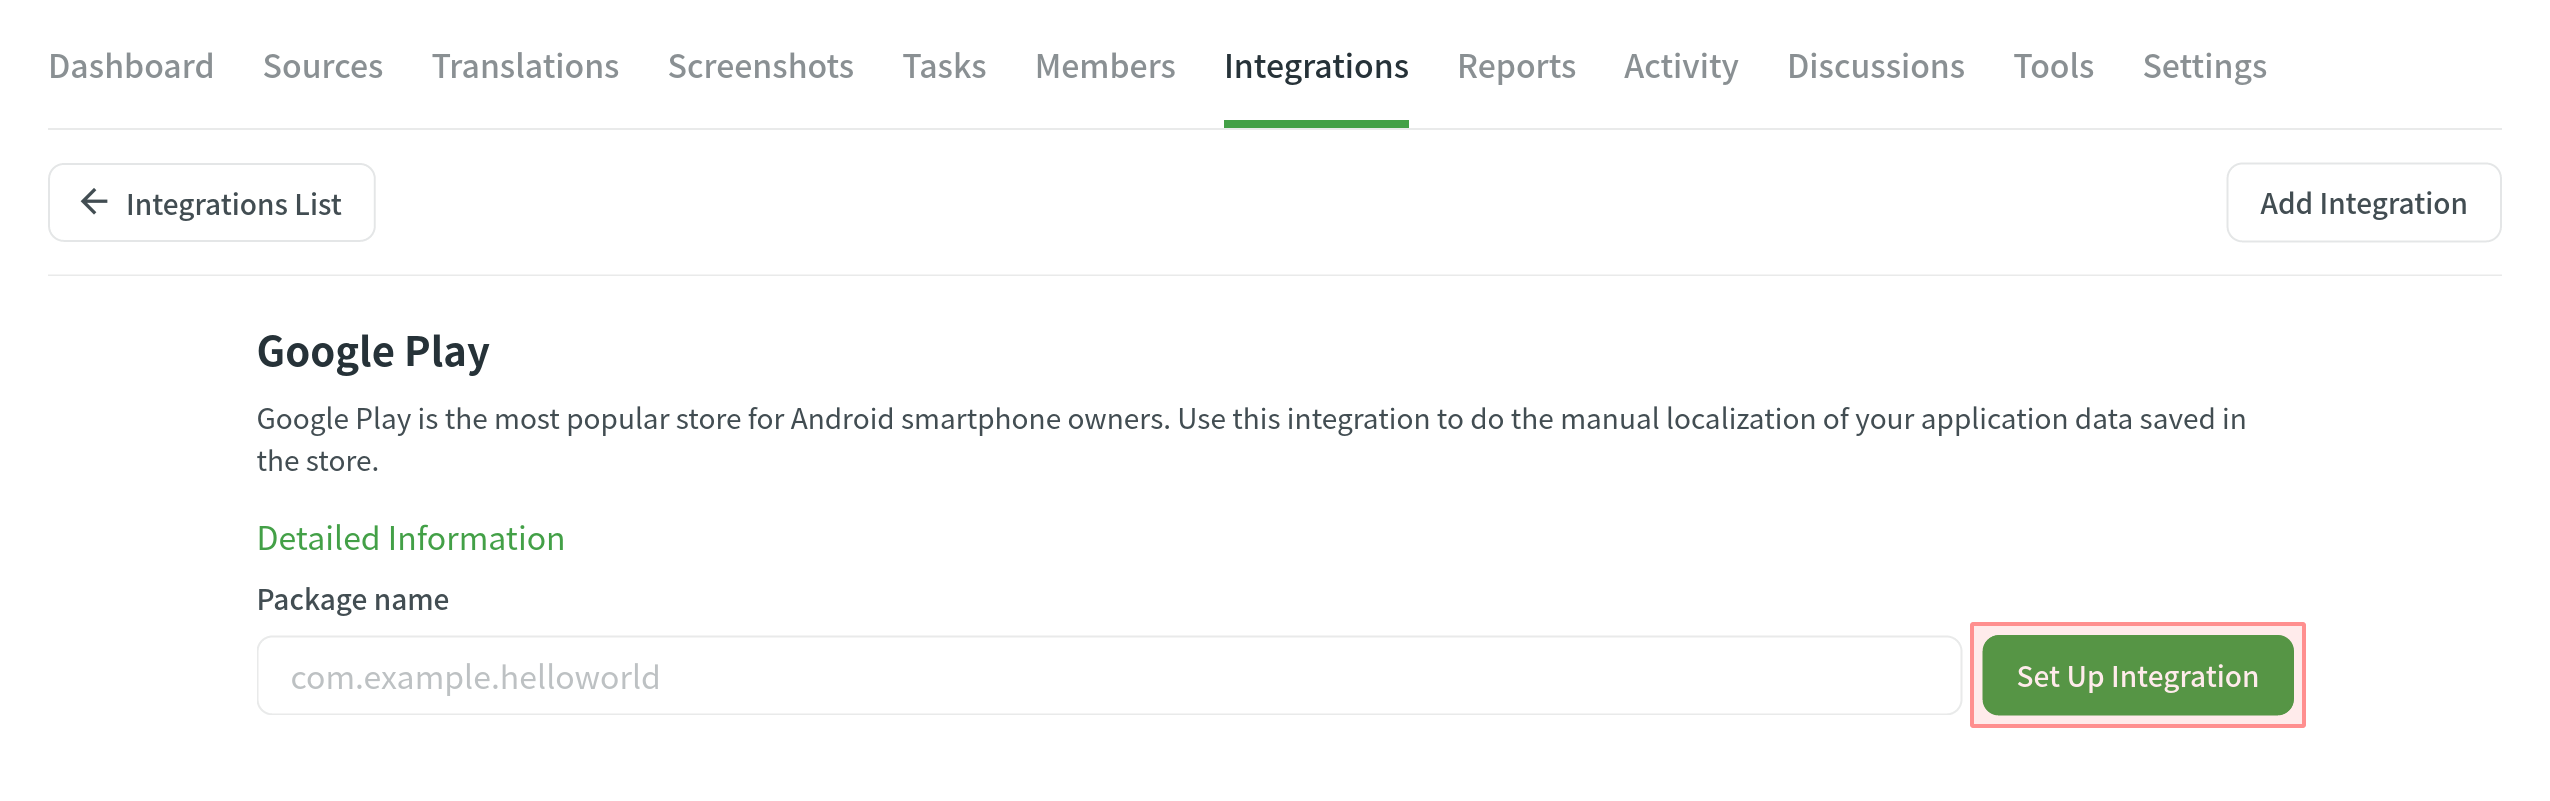 Dashboard Sources Translations Screenshots Tasks Members Integrations Reports Activity Discussions Tools Settings
Integrations List Add Integration
Google Play
Google Play is the most popular store for Android smartphone owners. Use this integration to do the manual localization of your application data saved in
the store.
Detailed Information
Package name
com.example.helloworld Set Up Integration